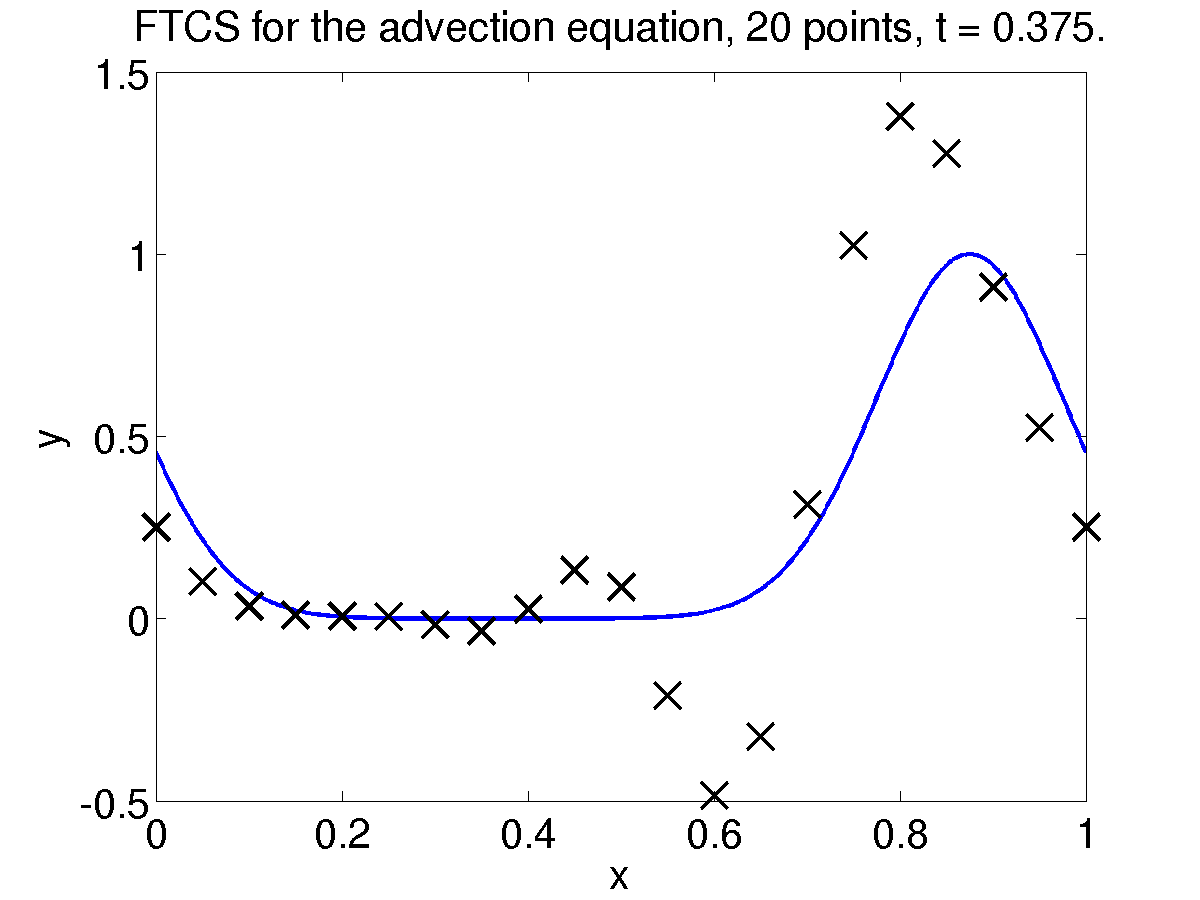 FTCS for the advection equation, 20 points, t = 0.375.
1.5
1
0.5
0
-0.5
y
0 0.2 0.4 0.6 0.8 1
x